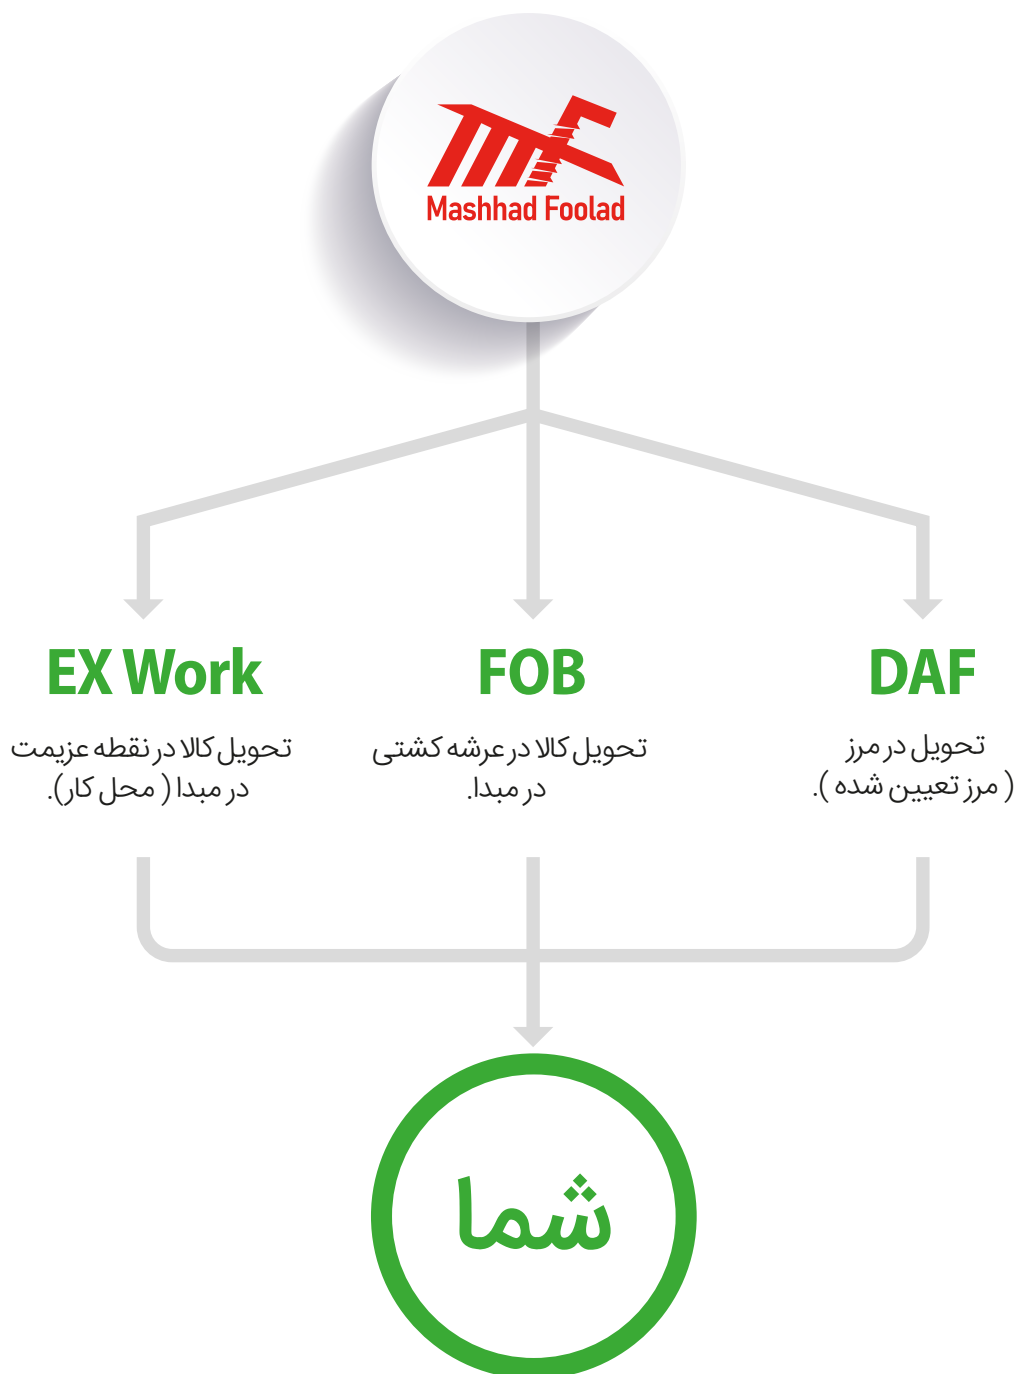 Mashhad Foolad
EX Work
تحویل کالا در نقطه عزیمت
در مبدا ( محل کار).
FOB
تحویل کالا در عرشه کشتی
در مبدا.
DAF
تحویل در مرز
( مرز تعیین شده ).
شما